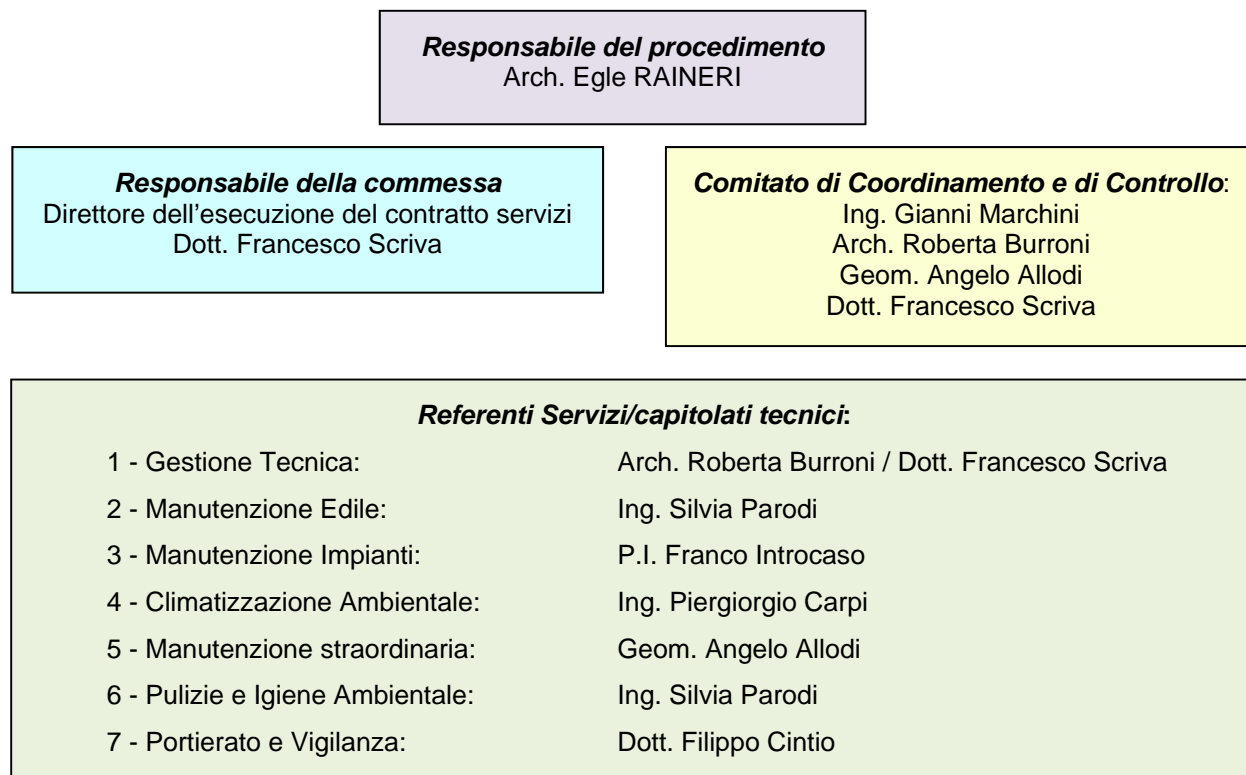 Responsabile del procedimento
Arch. Egle RAINERI
Responsabile della commessa
Direttore dell'esecuzione del contratto servizi
Dott. Francesco Scriva
Comitato di Coordinamento e di Controllo:
Ing. Gianni Marchini
Arch. Roberta Burroni
Geom. Angelo Allodi
Dott. Francesco Scriva
Referenti Servizi/capitolati tecnici:
1 - Gestione Tecnica: Arch. Roberta Burroni / Dott. Francesco Scriva
2 - Manutenzione Edile: Ing. Silvia Parodi
3 - Manutenzione Impianti: P.I. Franco Introcaso
4 - Climatizzazione Ambientale: Ing. Piergiorgio Carpi
5 - Manutenzione straordinaria: Geom. Angelo Allodi
6 - Pulizie e Igiene Ambientale: Ing. Silvia Parodi
7 - Portierato e Vigilanza: Dott. Filippo Cintio